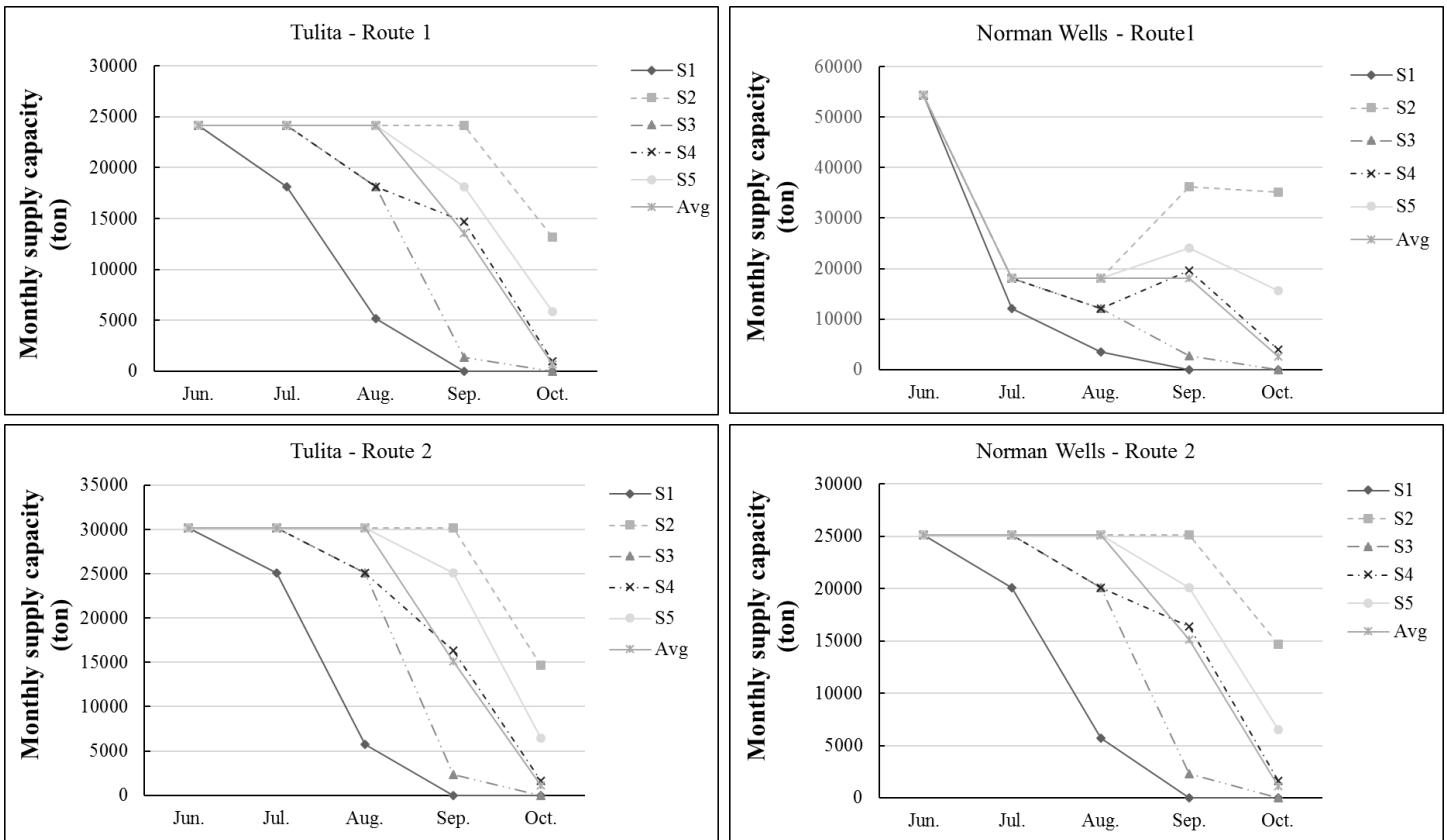 Tulita - Route 1
Monthly supply capacity
(ton)
30000
25000
20000
15000
10000
5000
0
Jun. Jul. Aug. Sep. Oct.
S1
S2
S3
S4
S5
Avg
Norman Wells - Route1
Monthly supply capacity
(ton)
60000
50000
40000
30000
20000
10000
0
Jun. Jul. Aug. Sep. Oct.
S1
S2
S3
S4
S5
Avg
Tulita - Route 2
Monthly supply capacity
(ton)
35000
30000
25000
20000
15000
10000
5000
0
Jun. Jul. Aug. Sep. Oct.
S1
S2
S3
S4
S5
Avg
Norman Wells - Route 2
Monthly supply capacity
(ton)
30000
25000
20000
15000
10000
5000
0
Jun. Jul. Aug. Sep. Oct.
S1
S2
S3
S4
S5
Avg